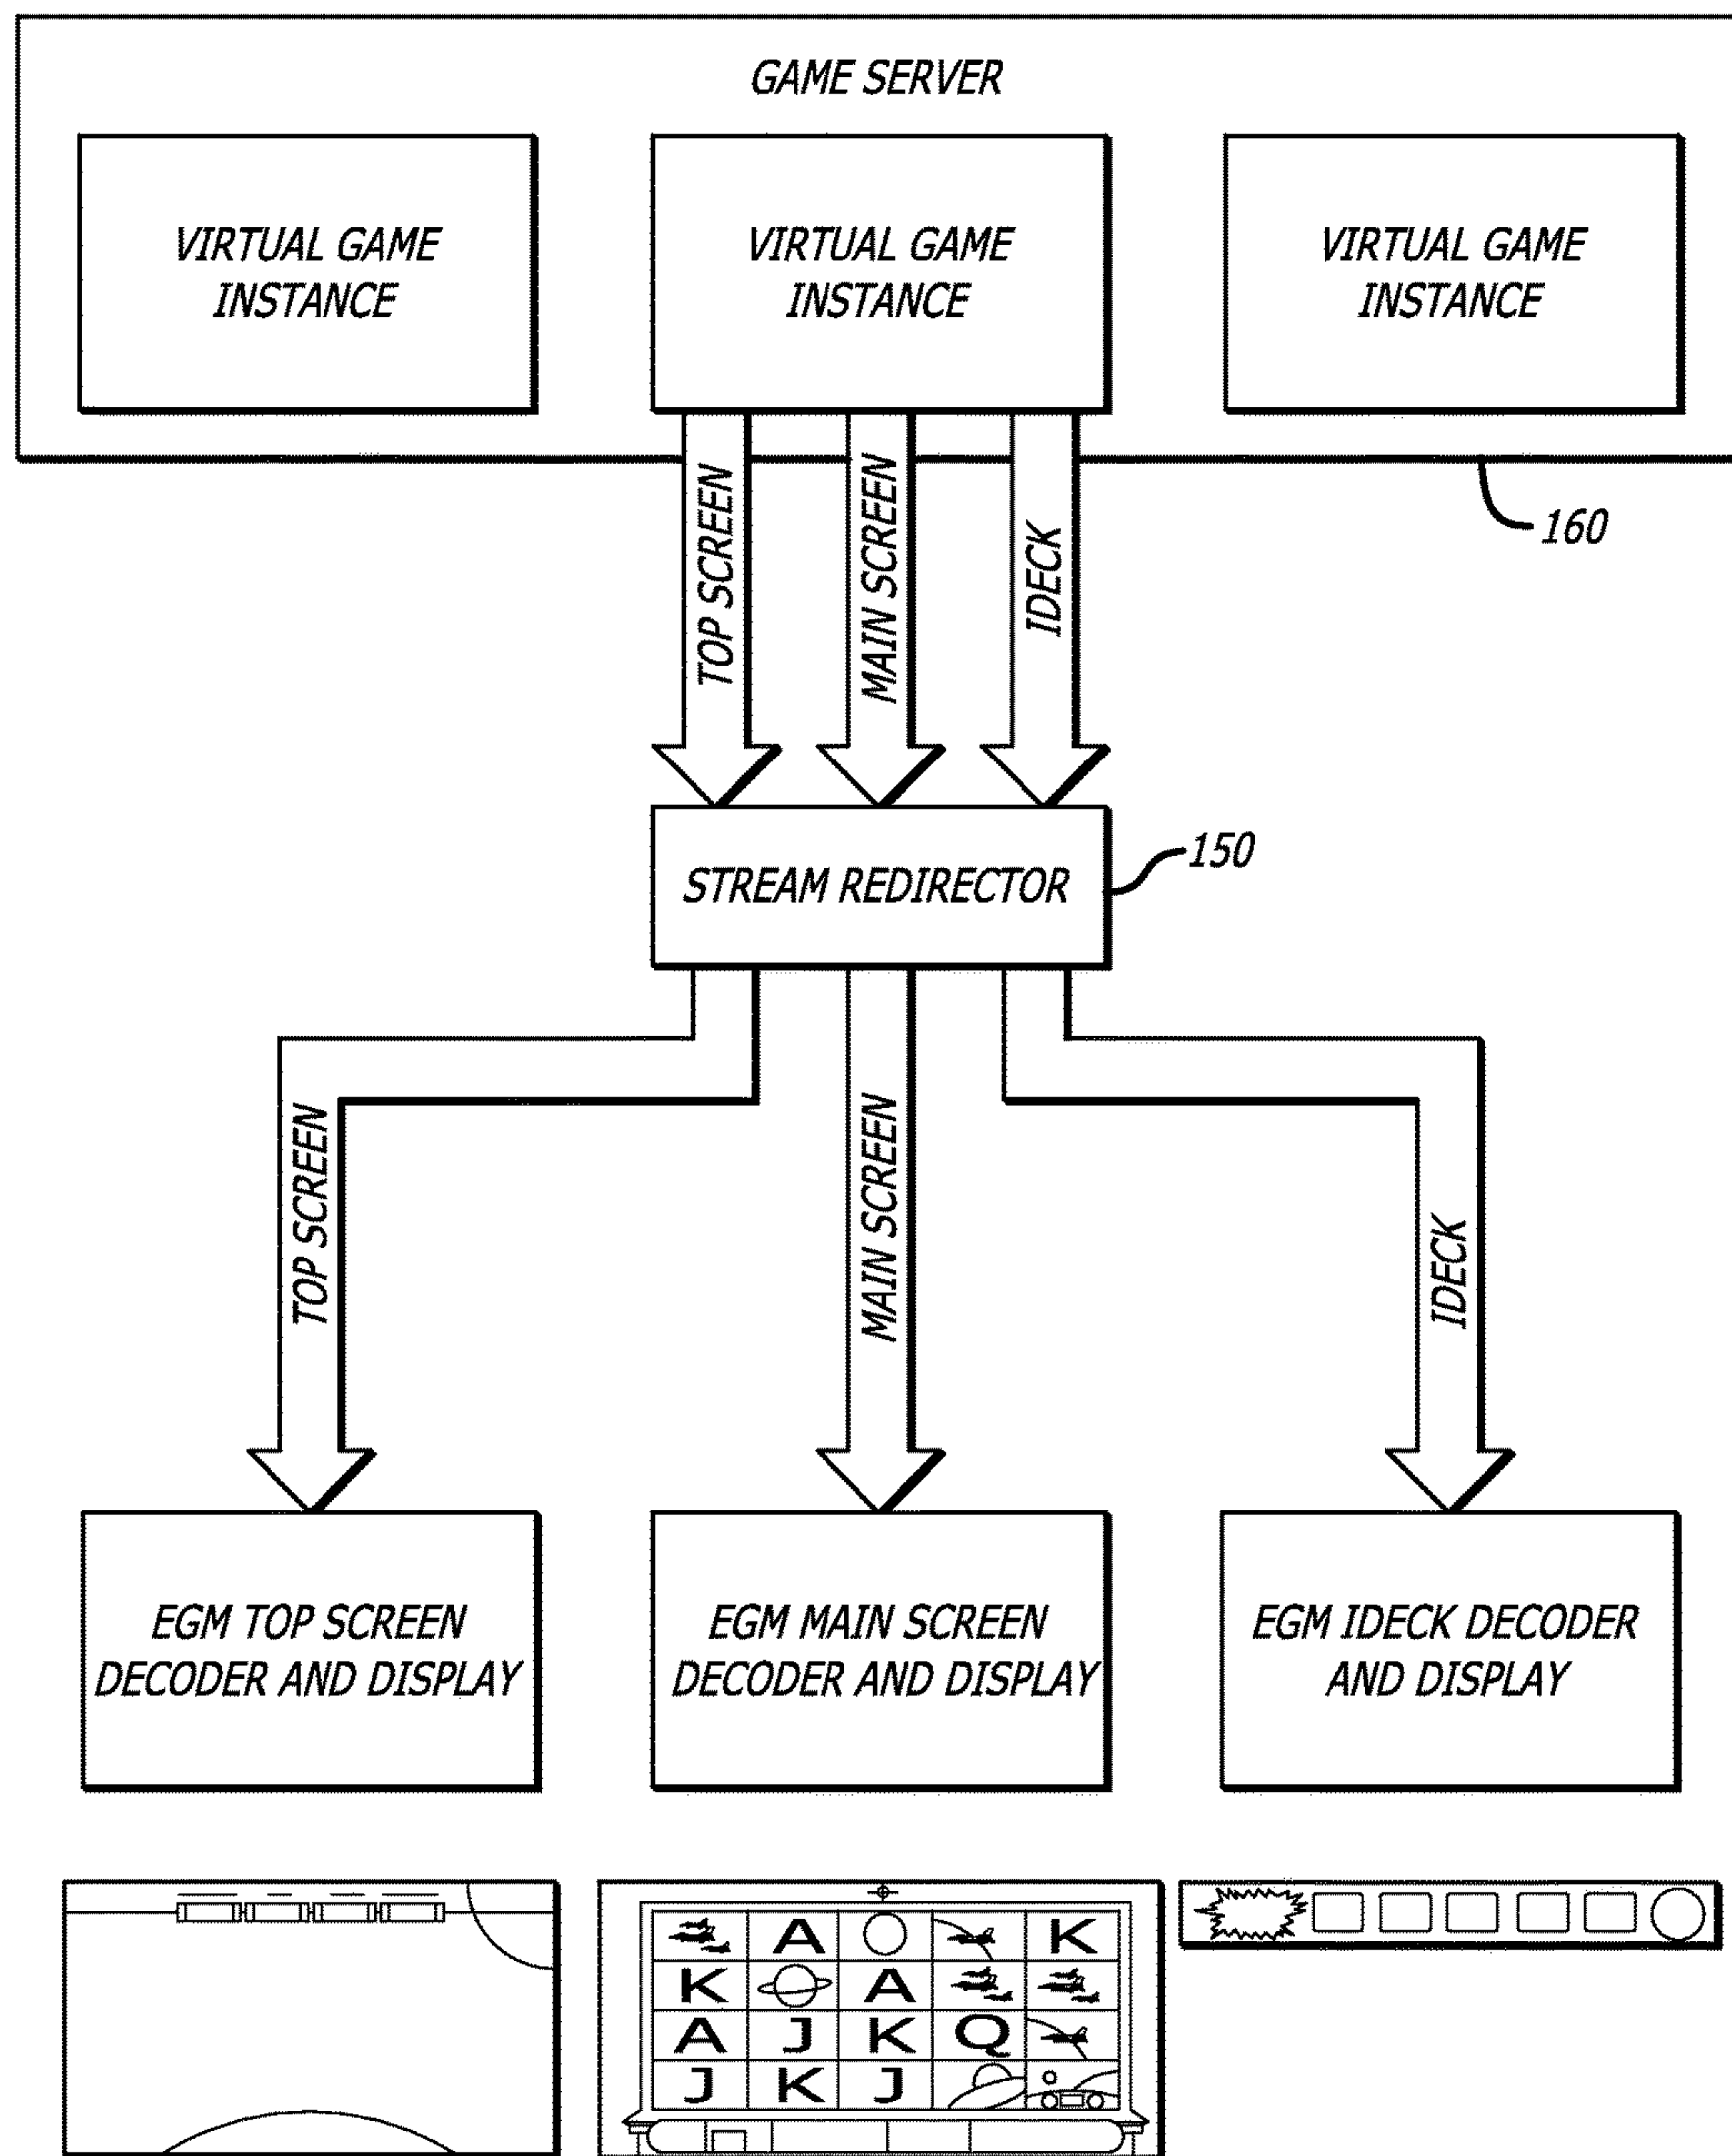 GAME SERVER
VIRTUAL GAME
INSTANCE
VIRTUAL GAME
INSTANCE
VIRTUAL GAME
INSTANCE
TOP SCREEN
MAIN SCREEN
IDECK
160
STREAM REDIRECTOR
150
TOP SCREEN
MAIN SCREEN
IDECK
EGM TOP SCREEN
DECODER AND DISPLAY
EGM MAIN SCREEN
DECODER AND DISPLAY
EGM IDECK DECODER
AND DISPLAY
A K
K A
A J K Q
J K J